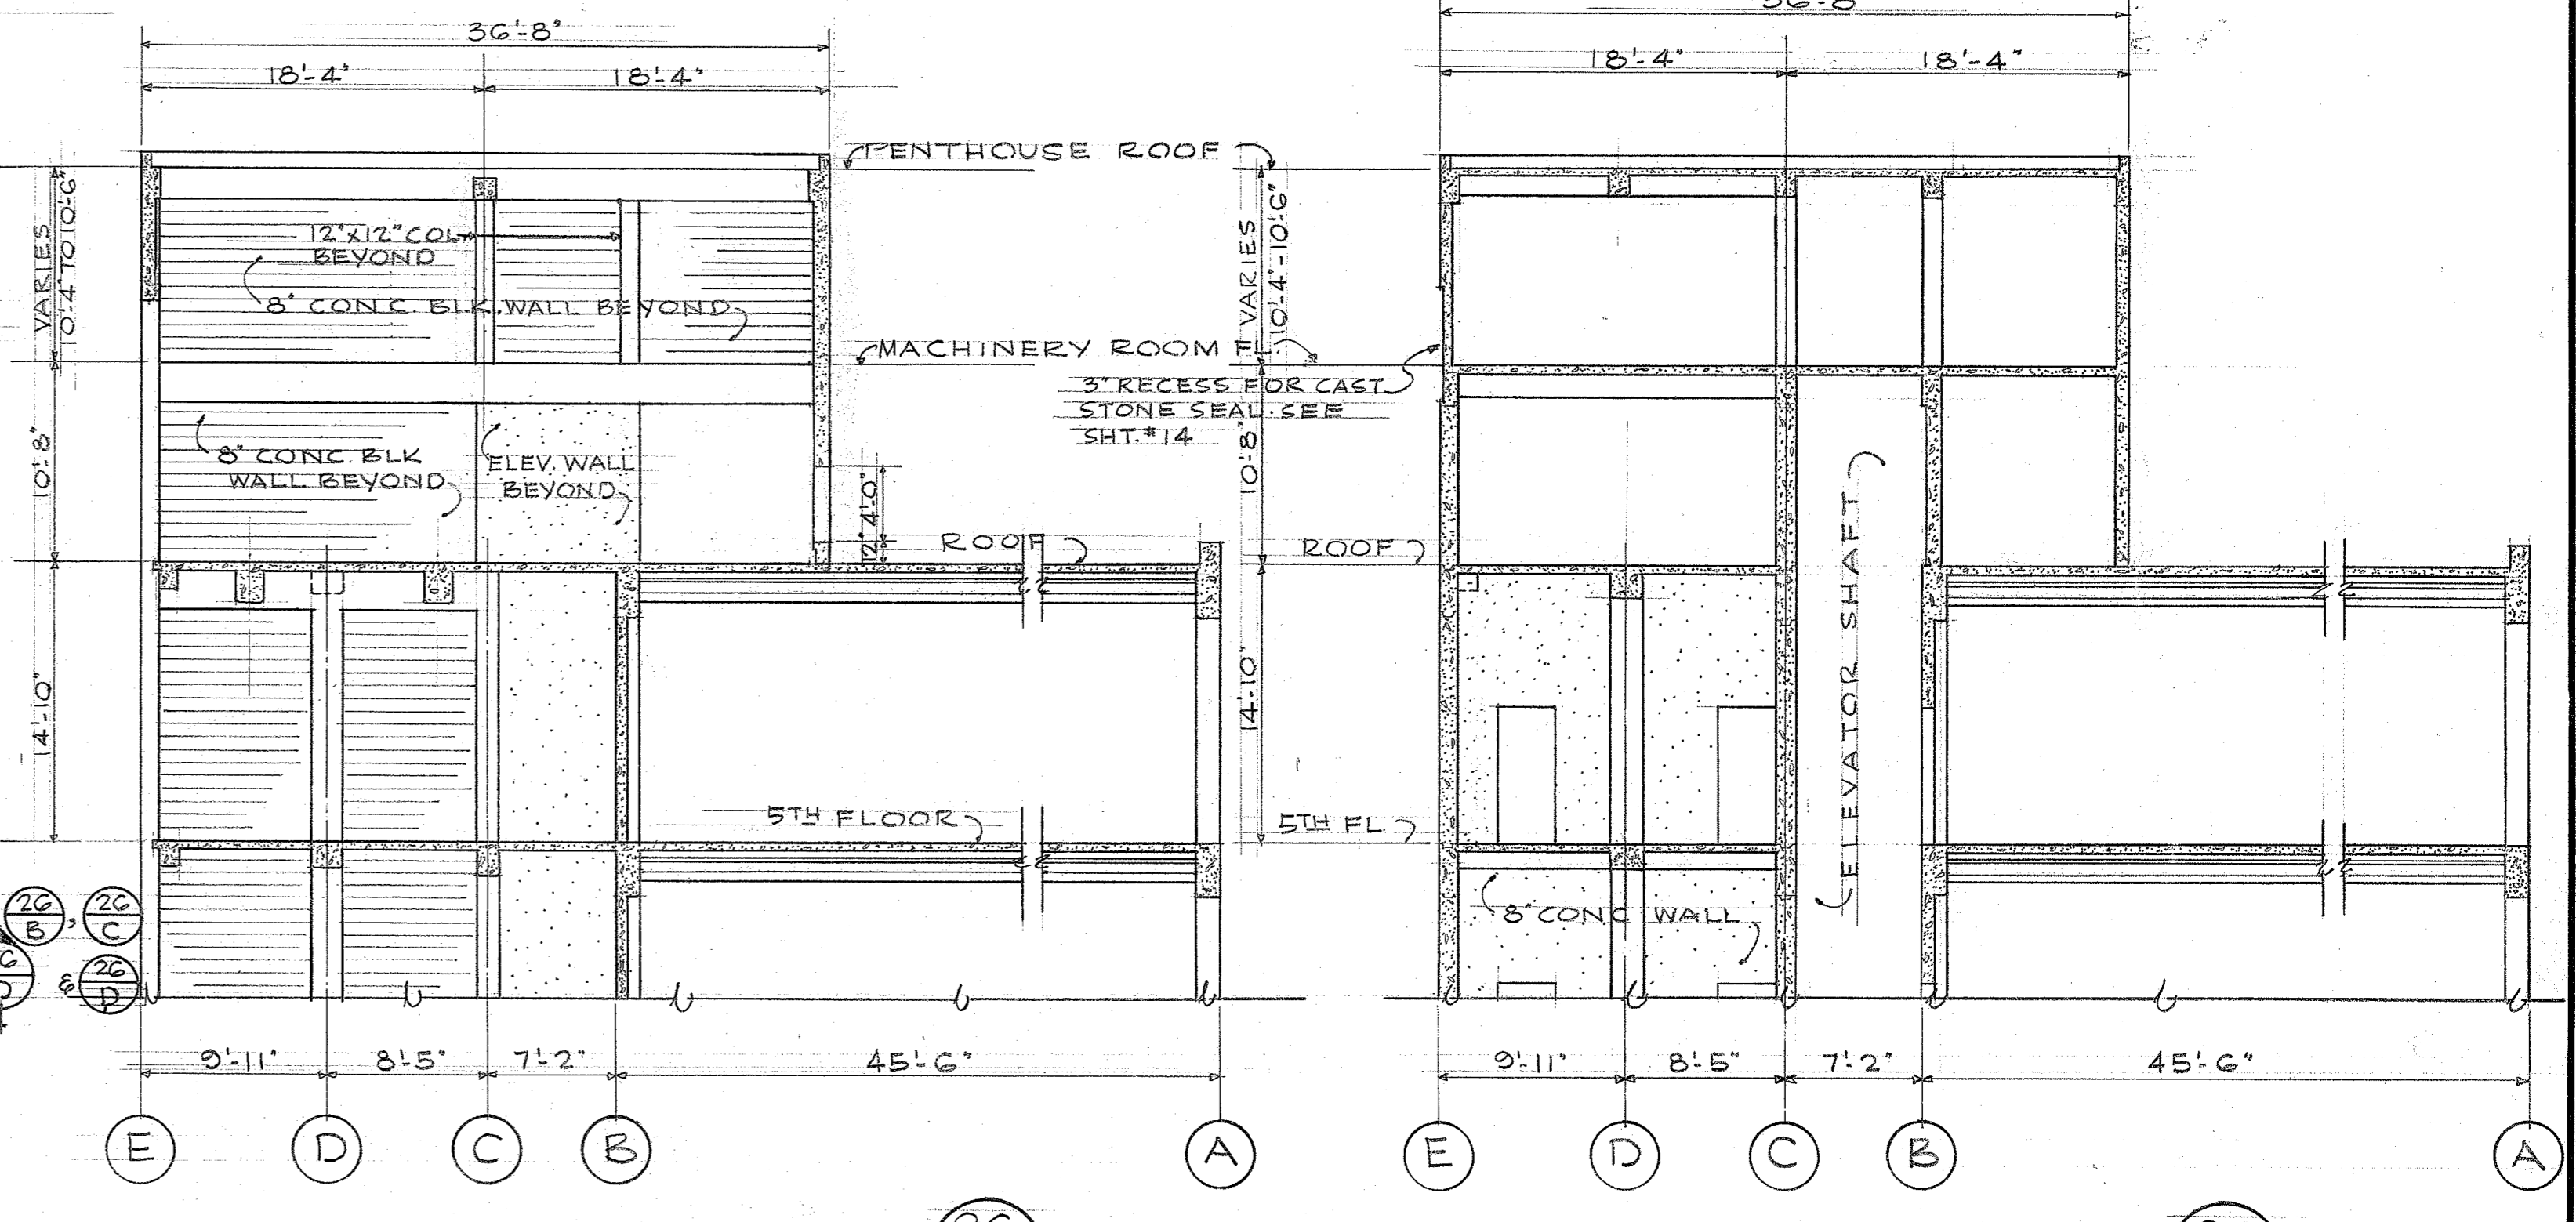 36'-8"
18'-4"
18'-4"
PENTHOUSE ROOF
VARIES
10'-4" TO 10'-6"
12"X12" COL
BEYOND
8" CONC. BLK. WALL BEYOND
MACHINERY ROOM FL.
10'-8"
8" CONC. BLK
WALL BEYOND
ELEV. WALL
BEYOND
4'-0"
12"
ROOF
14'-10"
5TH FLOOR
26
B
,
26
C
&
26
D
9'-11"
8'-5"
7'-2"
45'-6"
E
D
C
B
A
36'-8"
18'-4"
18'-4"
VARIES
10'-4"-10'-6"
3" RECESS FOR CAST
STONE SEAL. SEE
SHT. #14
10'-8"
ROOF
14'-10"
5TH FL
ELEVATOR SHAFT
8" CONC WALL
9'-11"
8'-5"
7'-2"
45'-6"
E
D
C
B
A